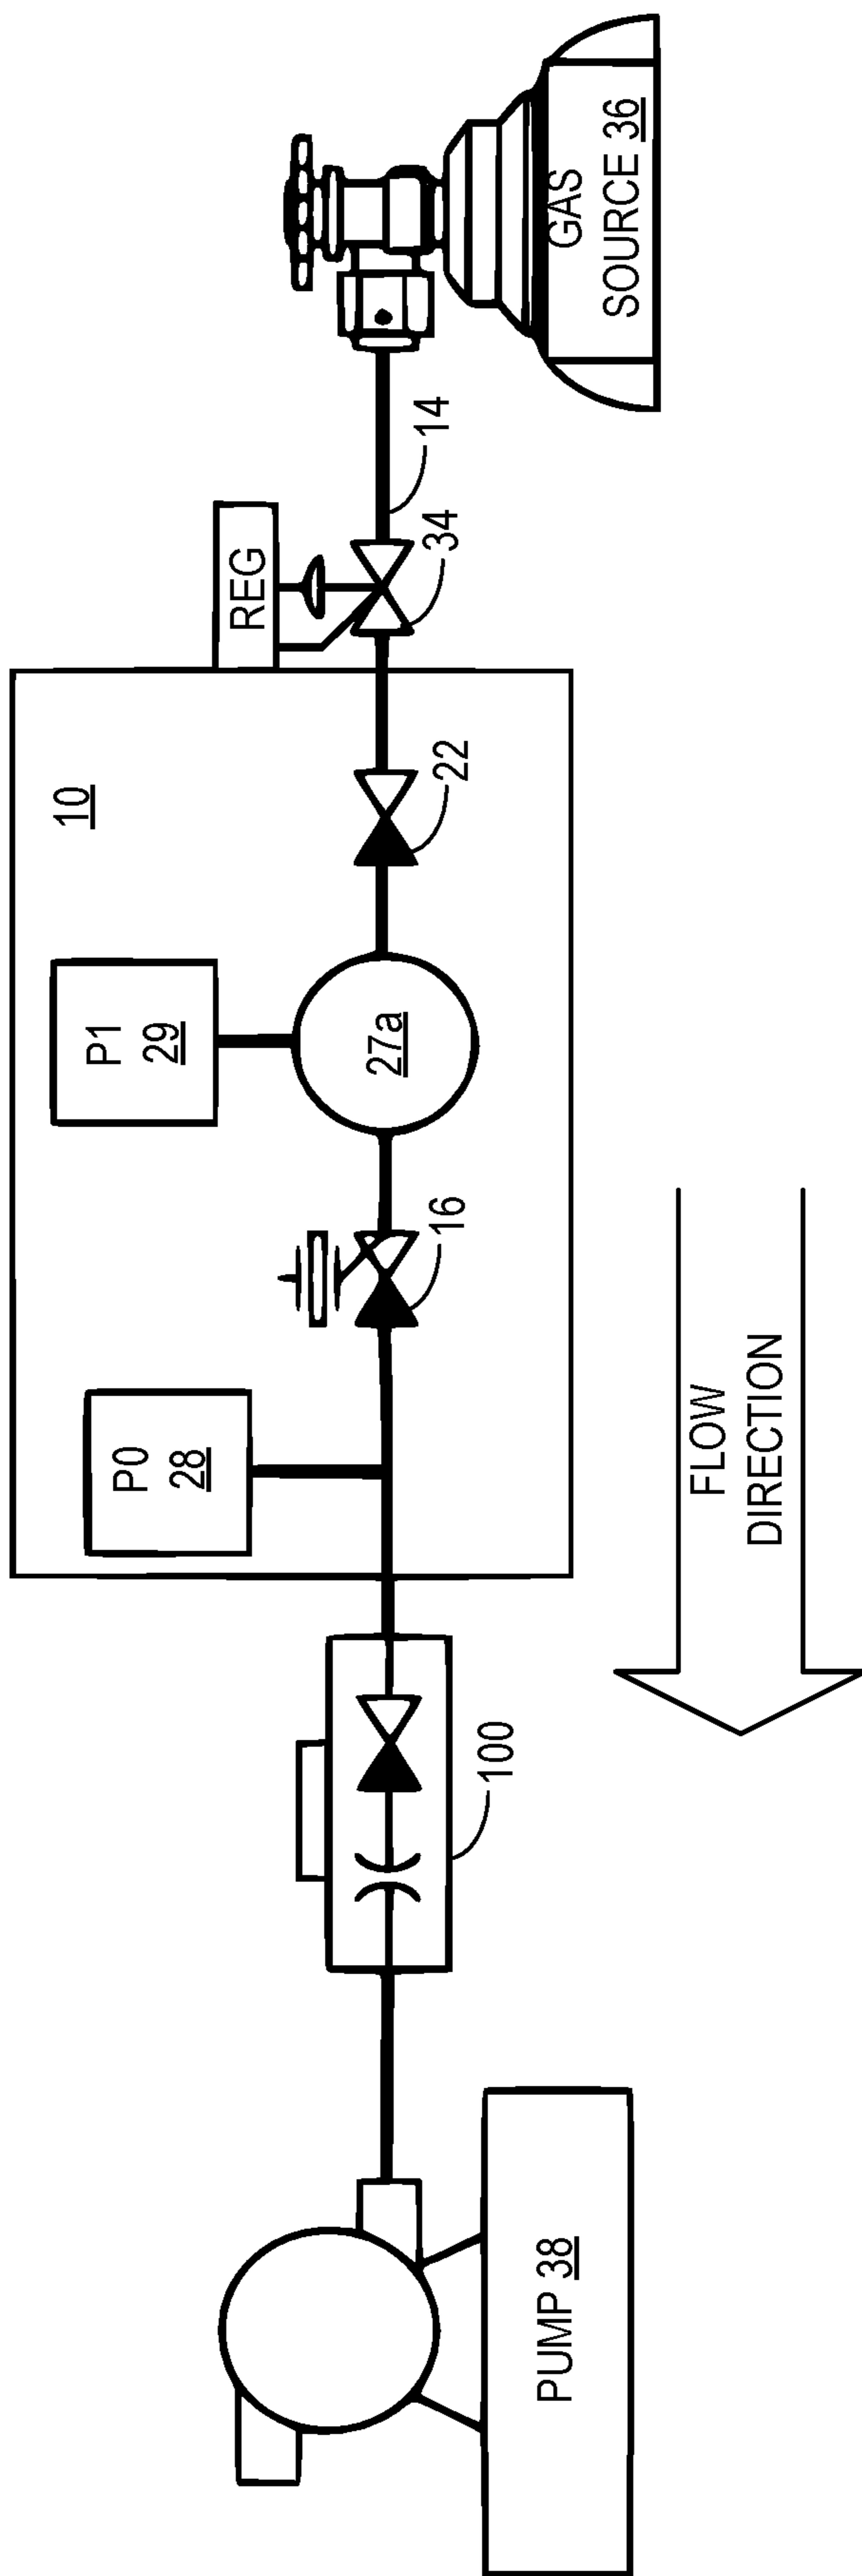 PUMP 38
100
P0
28
16
P1
29
27a
10
22
REG
34
14
GAS
SOURCE 36
FLOW
DIRECTION